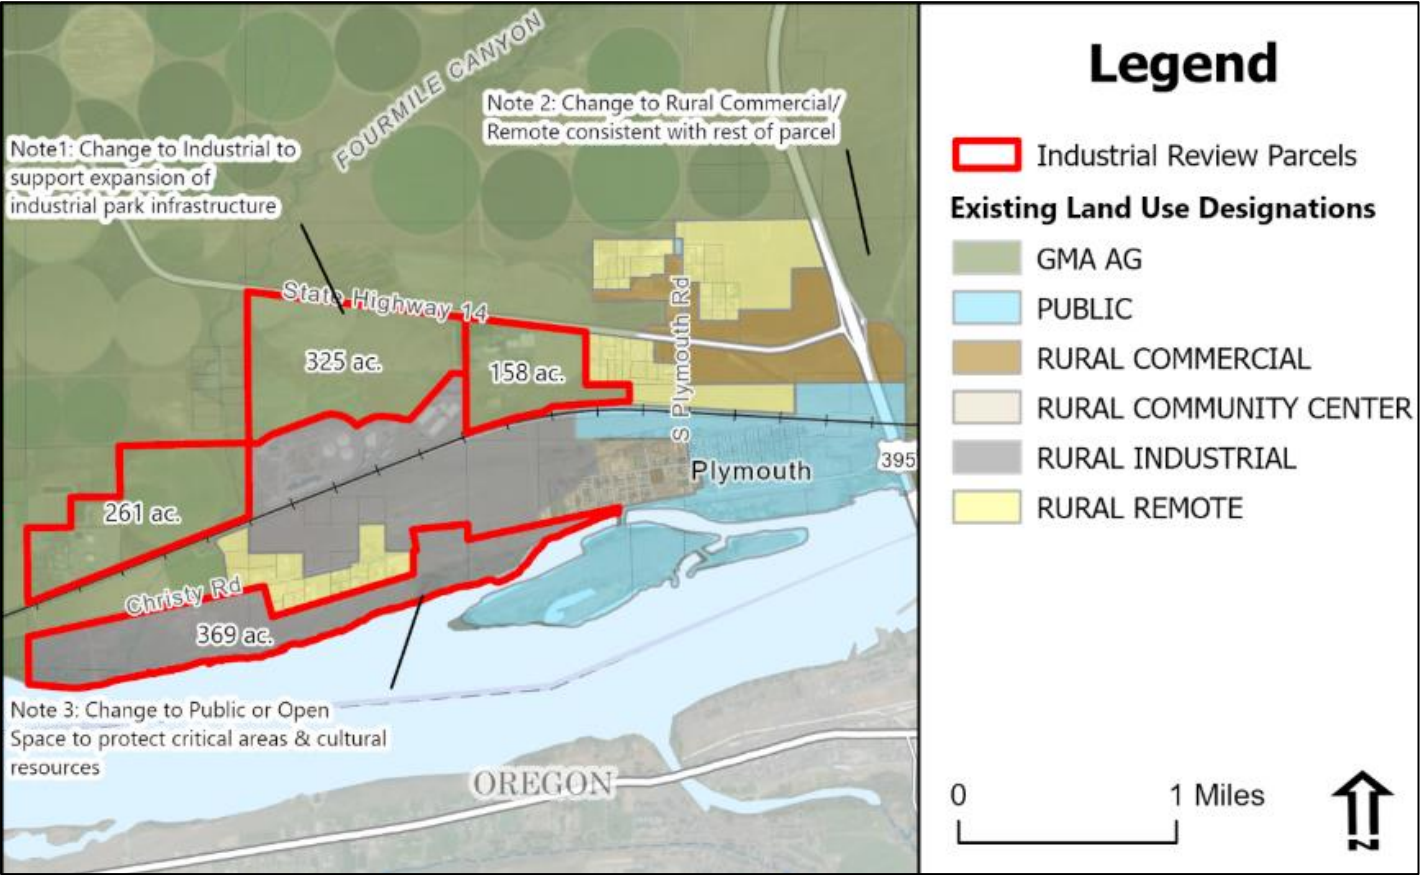 FOURMILE CANYON
Note 2: Change to Rural Commercial/
Remote consistent with rest of parcel
Note1: Change to Industrial to
support expansion of
industrial park infrastructure
State Highway 14
S Plymouth Rd
325 ac.
158 ac.
Plymouth
395
261 ac.
Christy Rd
369 ac.
Note 3: Change to Public or Open
Space to protect critical areas & cultural
resources
OREGON
Legend
Industrial Review Parcels
Existing Land Use Designations
GMA AG
PUBLIC
RURAL COMMERCIAL
RURAL COMMUNITY CENTER
RURAL INDUSTRIAL
RURAL REMOTE
0 1 Miles
N